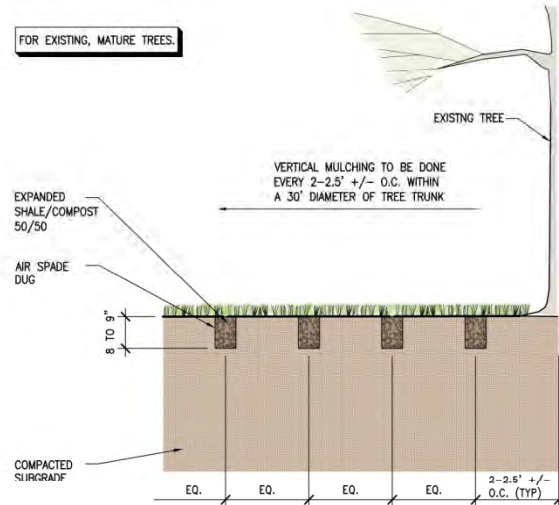 FOR EXISTING, MATURE TREES.
EXISTNG TREE
VERTICAL MULCHING TO BE DONE
EVERY 2-2.5' +/- O.C. WITHIN
A 30' DIAMETER OF TREE TRUNK
EXPANDED
SHALE/COMPOST
50/50
AIR SPADE
DUG
8 TO 9"
COMPACTED
SUBGRADE
EQ.
EQ.
EQ.
EQ.
2-2.5' +/-
O.C. (TYP)